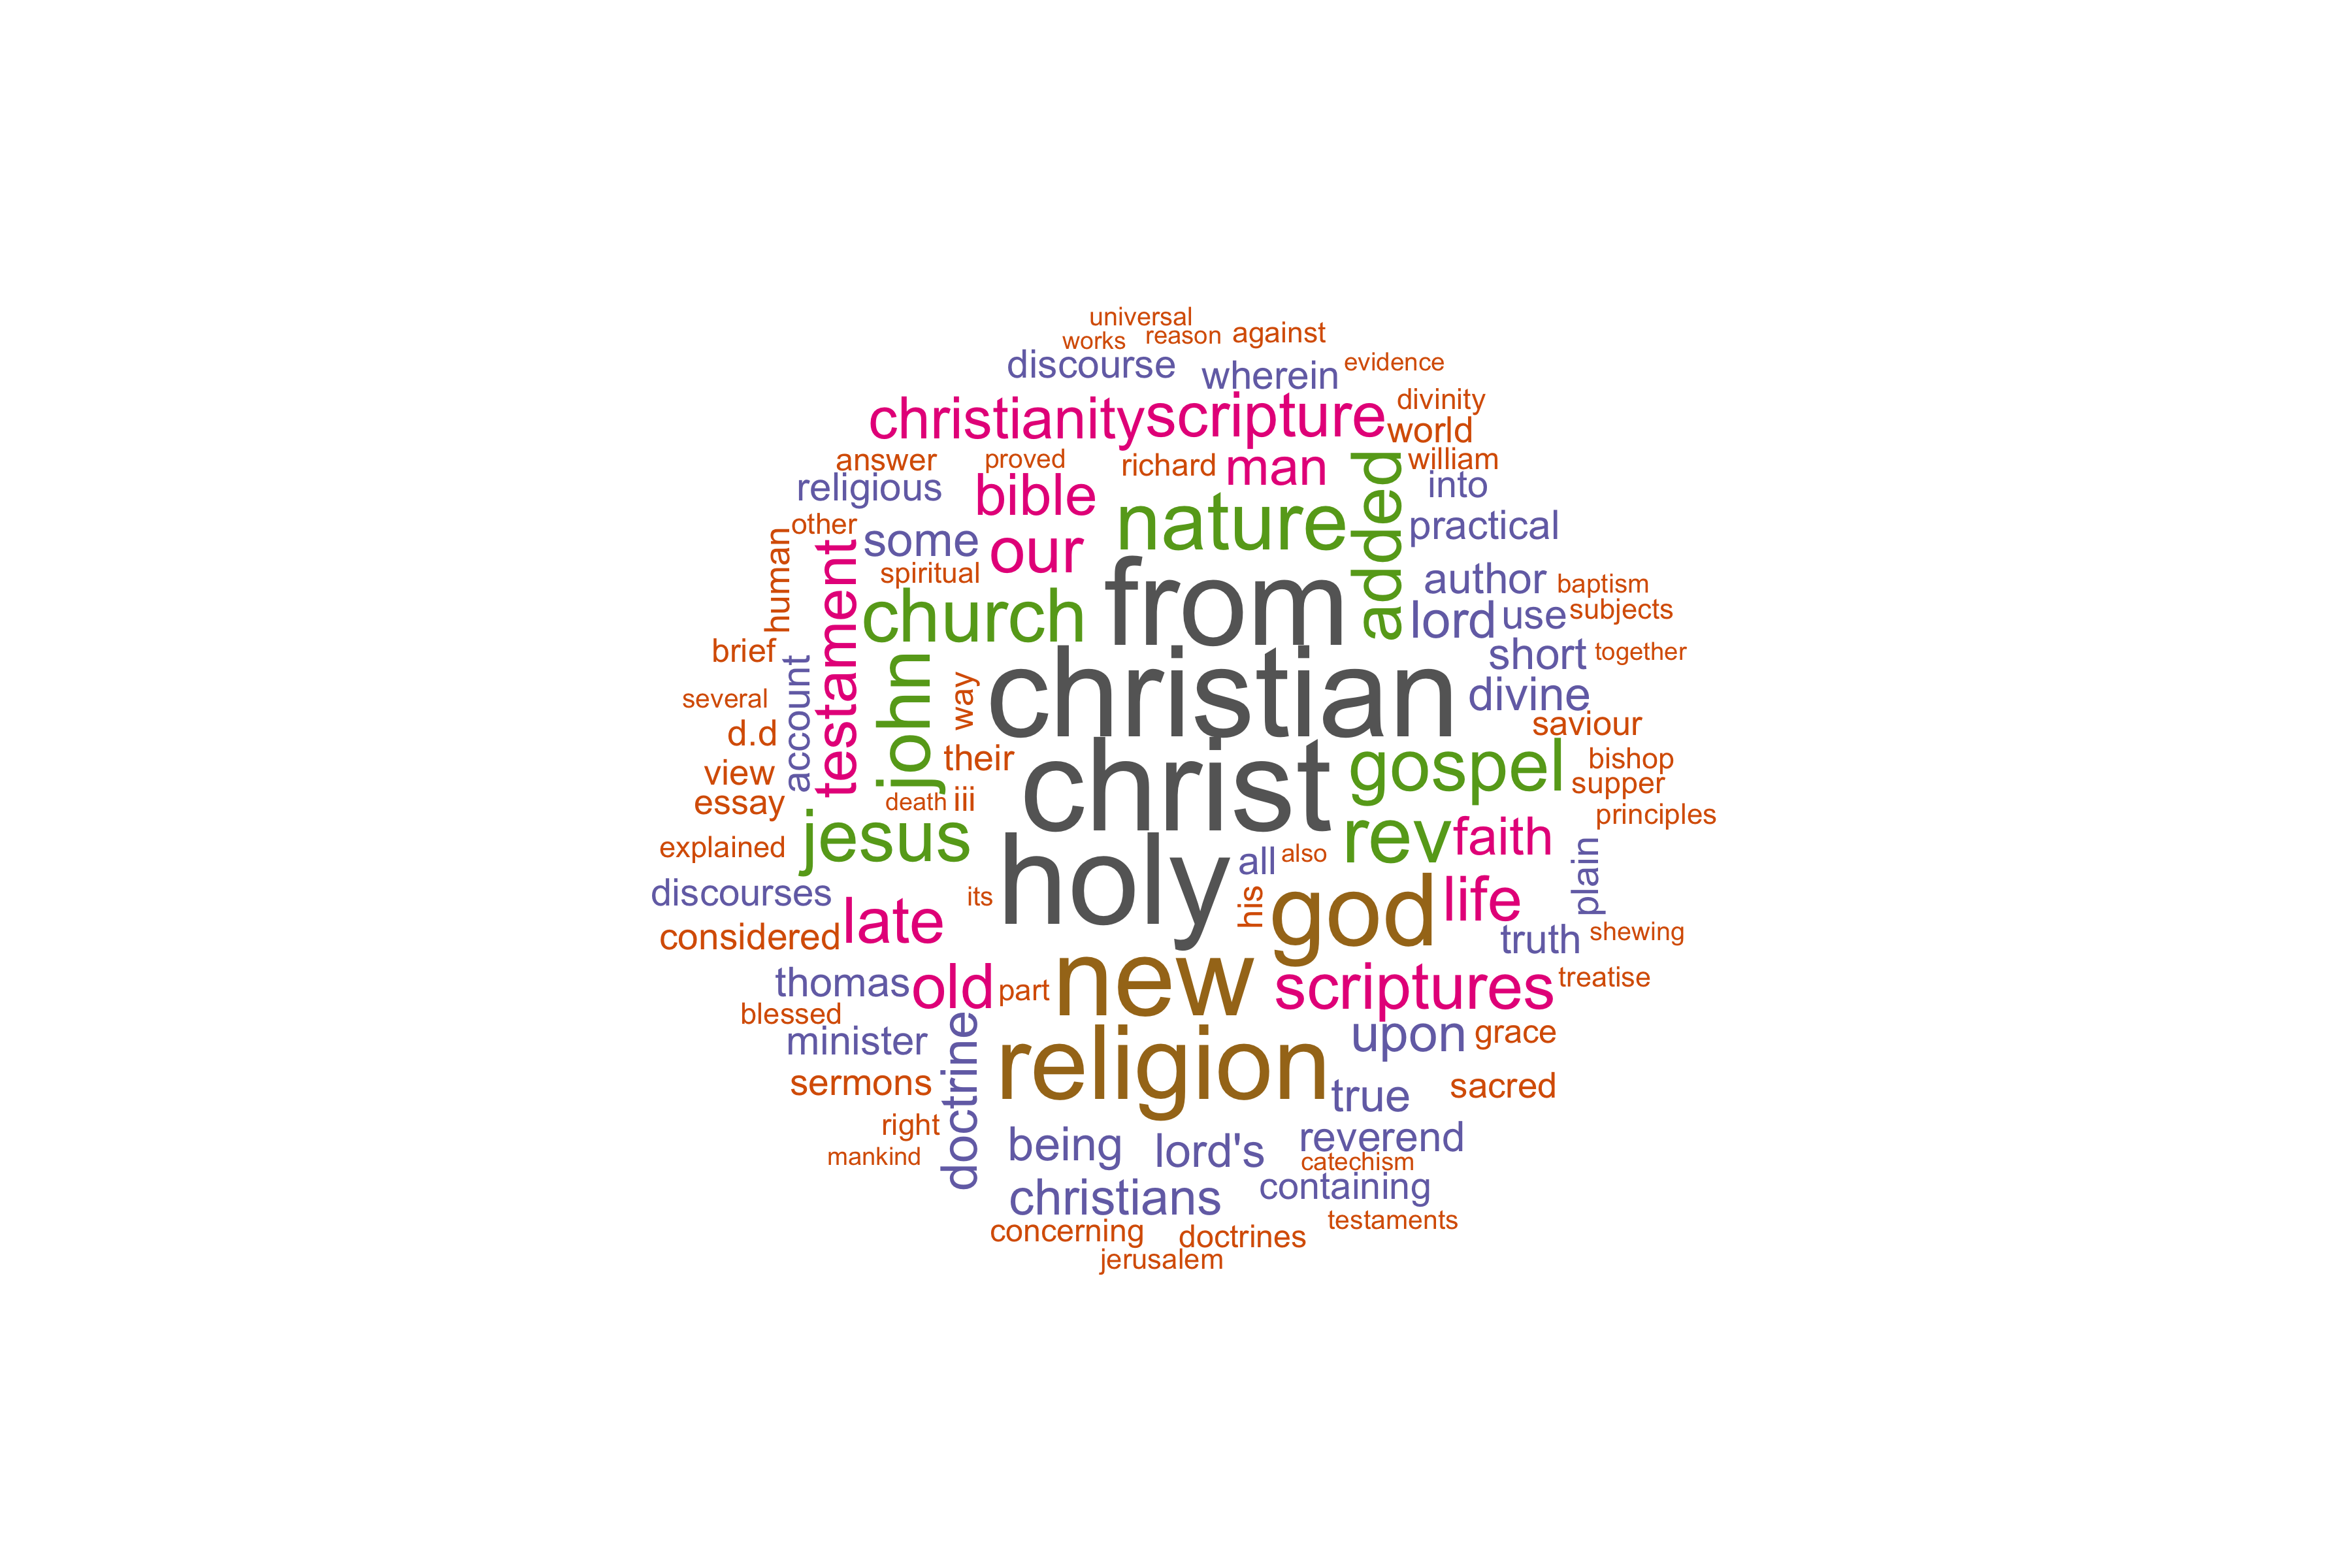 universal
works reason against
discourse wherein evidence
christianity scripture divinity
world
answer proved richard man william
religious bible added into
other nature practical
human testament some our
spiritual from author baptism
church lord use subjects
brief account john way christian short together
several divine
d.d their christ gospel saviour
view bishop
essay death iii supper
jesus rev faith principles
explained holy all also plain
discourses late its his god life
considered truth shewing
thomas old part new scriptures treatise
blessed doctrine
minister religion upon grace
sermons true sacred
right being lord's reverend
mankind catechism
christians containing
concerning doctrines testaments
jerusalem